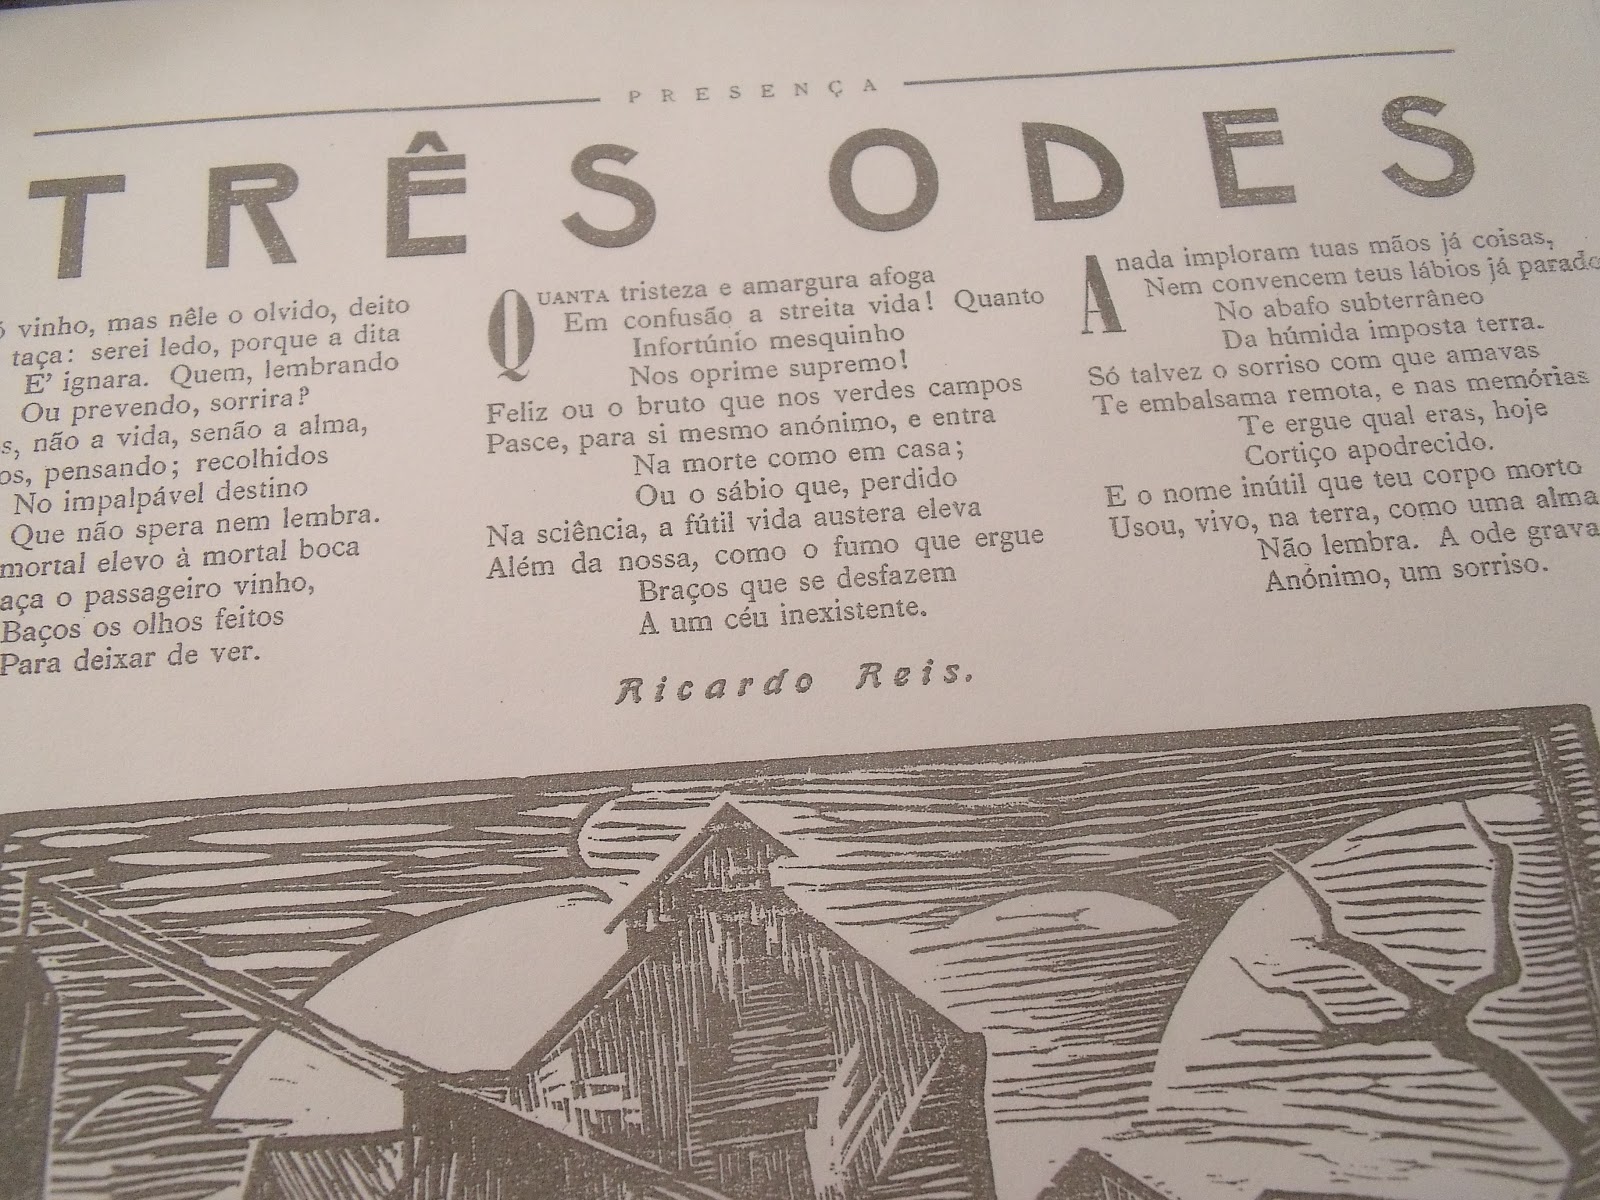 PRESENÇA
TRÊS ODES
vinho, mas nêle o olvido, deito
taça: serei ledo, porque a dita
E' ignara. Quem, lembrando
Ou prevendo, sorrira?
não a vida, senão a alma,
pensando; recolhidos
No impalpável destino
Que não spera nem lembra.
mortal elevo à mortal boca
o passageiro vinho,
Baços os olhos feitos
Para deixar de ver.
QUANTA tristeza e amargura afoga
Em confusão a streita vida! Quanto
Infortúnio mesquinho
Nos oprime supremo!
Feliz ou o bruto que nos verdes campos
Pasce, para si mesmo anónimo, e entra
Na morte como em casa;
Ou o sábio que, perdido
Na sciência, a fútil vida austera eleva
Além da nossa, como o fumo que ergue
Braços que se desfazem
A um céu inexistente.
A nada imploram tuas mãos já coisas,
Nem convencem teus lábios já parado
No abafo subterrâneo
Da húmida imposta terra.
Só talvez o sorriso com que amavas
Te embalsama remota, e nas memórias
Te ergue qual eras, hoje
Cortiço apodrecido.
E o nome inútil que teu corpo morto
Usou, vivo, na terra, como uma alma
Não lembra. A ode grava
Anónimo, um sorriso.
Ricardo Reis.